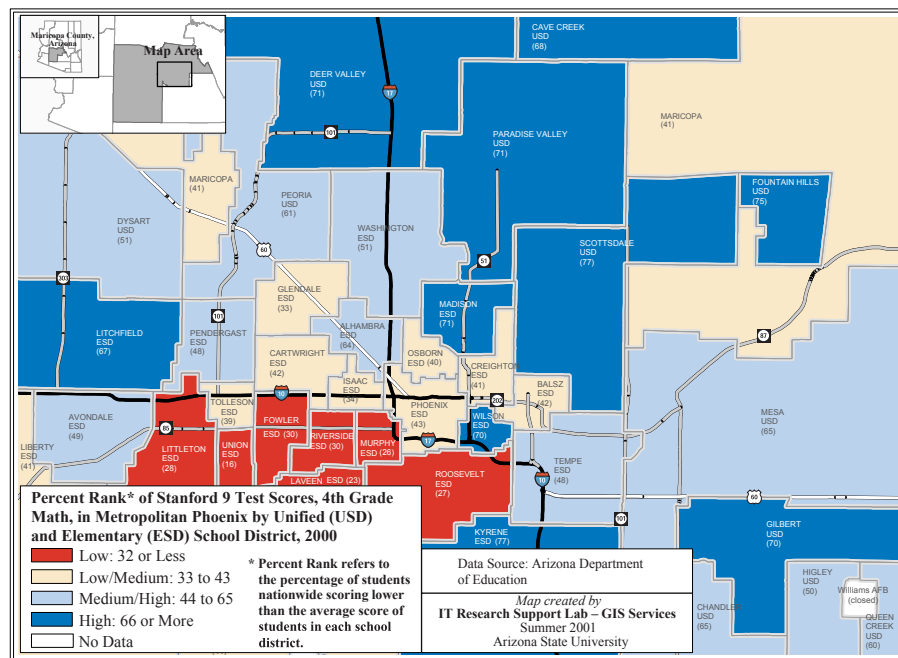 Maricopa County,
Arizona
Map Area
CAVE CREEK
USD
(68)
DEER VALLEY
USD
(71)
17
101
PARADISE VALLEY
USD
(71)
MARICOPA
(41)
MARICOPA
(41)
PEORIA
USD
(61)
FOUNTAIN HILLS
USD
(75)
DYSART
USD
(51)
WASHINGTON
ESD
(51)
60
SCOTTSDALE
USD
(77)
51
303
GLENDALE
ESD
(33)
MADISON
ESD
(71)
101
LITCHFIELD
ESD
(67)
PENDERGAST
ESD
(48)
ALHAMBRA
ESD
(64)
87
OSBORN
ESD (40)
CARTWRIGHT
ESD
(42)
CREIGHTON
ESD
(41)
ISAAC
ESD
(34)
BALSZ
ESD
(42)
10
202
TOLLESON
ESD
(39)
PHOENIX
ESD
(43)
AVONDALE
ESD
(49)
85
FOWLER
ESD (30)
RIVERSIDE
ESD (30)
MURPHY
ESD (26)
WILSON
ESD
(70)
MESA
USD
(65)
LIBERTY
ESD
(41)
LITTLETON
ESD
(28)
UNION
ESD
(16)
17
TEMPE
ESD
(48)
LAVEEN
ESD (23)
ROOSEVELT
ESD
(27)
10
60
101
KYRENE
ESD (77)
GILBERT
USD
(70)
HIGLEY
USD
(50)
Williams AFB
(closed)
CHANDLER
USD
(65)
QUEEN
CREEK
USD
(60)
Percent Rank* of Stanford 9 Test Scores, 4th Grade
Math, in Metropolitan Phoenix by Unified (USD)
and Elementary (ESD) School District, 2000
Low: 32 or Less
Low/Medium: 33 to 43
Medium/High: 44 to 65
High: 66 or More
No Data
* Percent Rank refers to
the percentage of students
nationwide scoring lower
than the average score of
students in each school
district.
Data Source: Arizona Department
of Education
Map created by
IT Research Support Lab – GIS Services
Summer 2001
Arizona State University